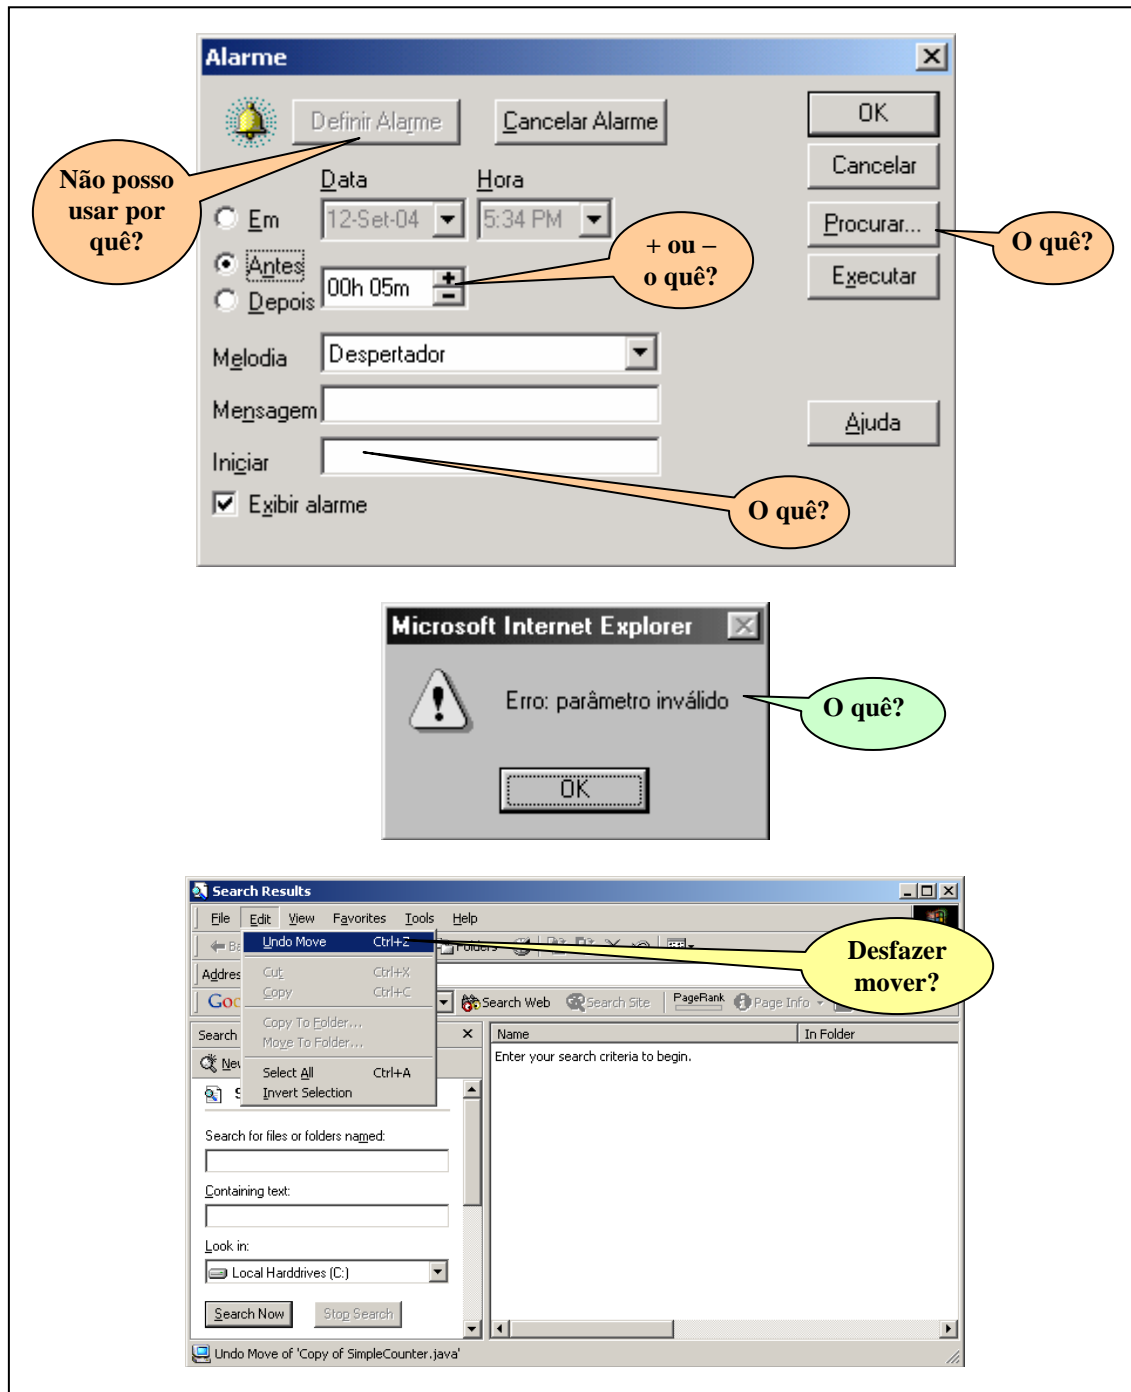 Alarme
Definir Alarme
Cancelar Alarme
OK
Não posso
usar por
quê?
Data
Hora
Cancelar
Em
12-Set-04
5:34 PM
Procurar...
O quê?
+ ou –
o quê?
Antes
Depois
00h 05m
Executar
Melodia
Despertador
Mensagem
Ajuda
Iniciar
O quê?
Exibir alarme
Microsoft Internet Explorer
Erro: parâmetro inválido
O quê?
OK
Search Results
File Edit View Favorites Tools Help
Undo Move Ctrl+Z
Desfazer
mover?
Cut Ctrl+X
Copy Ctrl+C
Search Web Search Site PageRank Page Info
Copy To Folder...
Move To Folder...
Search
Name In Folder
Enter your search criteria to begin.
Select All Ctrl+A
Invert Selection
Search for files or folders named:
Containing text:
Look in:
Local Harddrives (C:)
Search Now Stop Search
Undo Move of 'Copy of SimpleCounter.java'